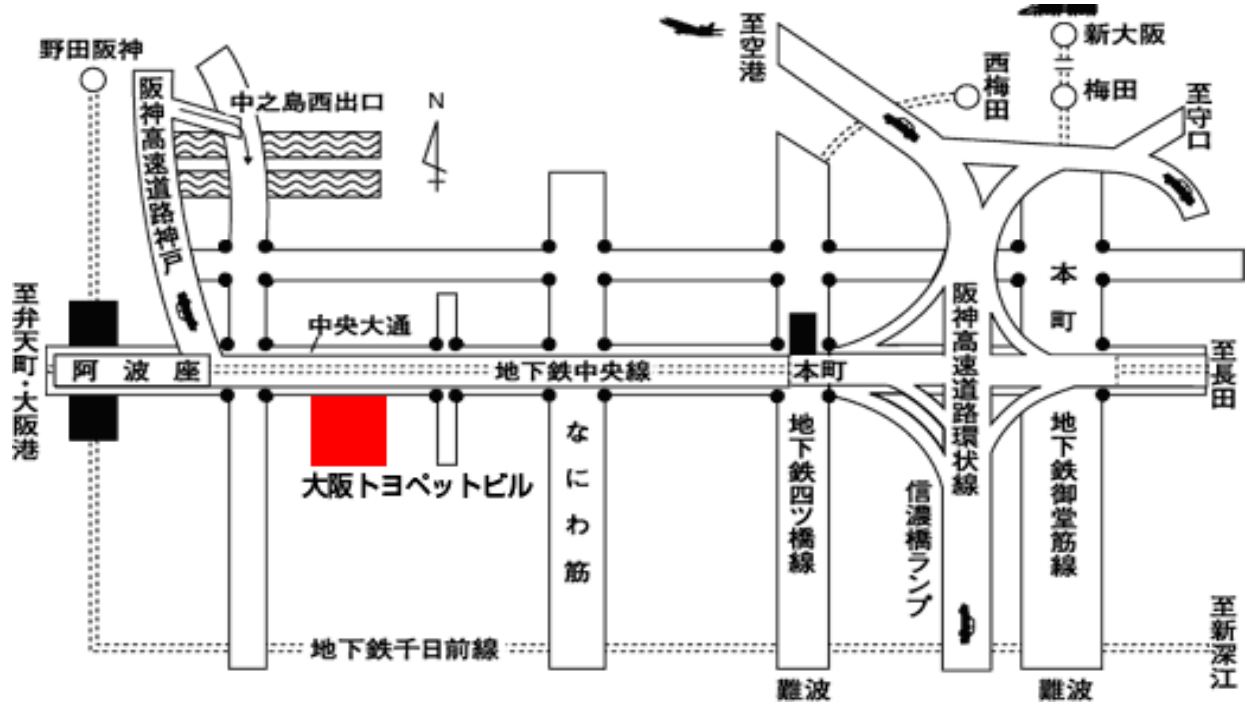 野田阪神
至空港
新大阪
西梅田
梅田
至守口
阪神高速道路神戸
中之島西出口
N
本町
至弁天町・大阪港
中央大通
阿波座
地下鉄中央線
本町
阪神高速道路環状線
至長田
大阪トヨペットビル
なにわ筋
地下鉄四ツ橋線
信濃橋ランプ
地下鉄御堂筋線
地下鉄千日前線
至新深江
難波
難波